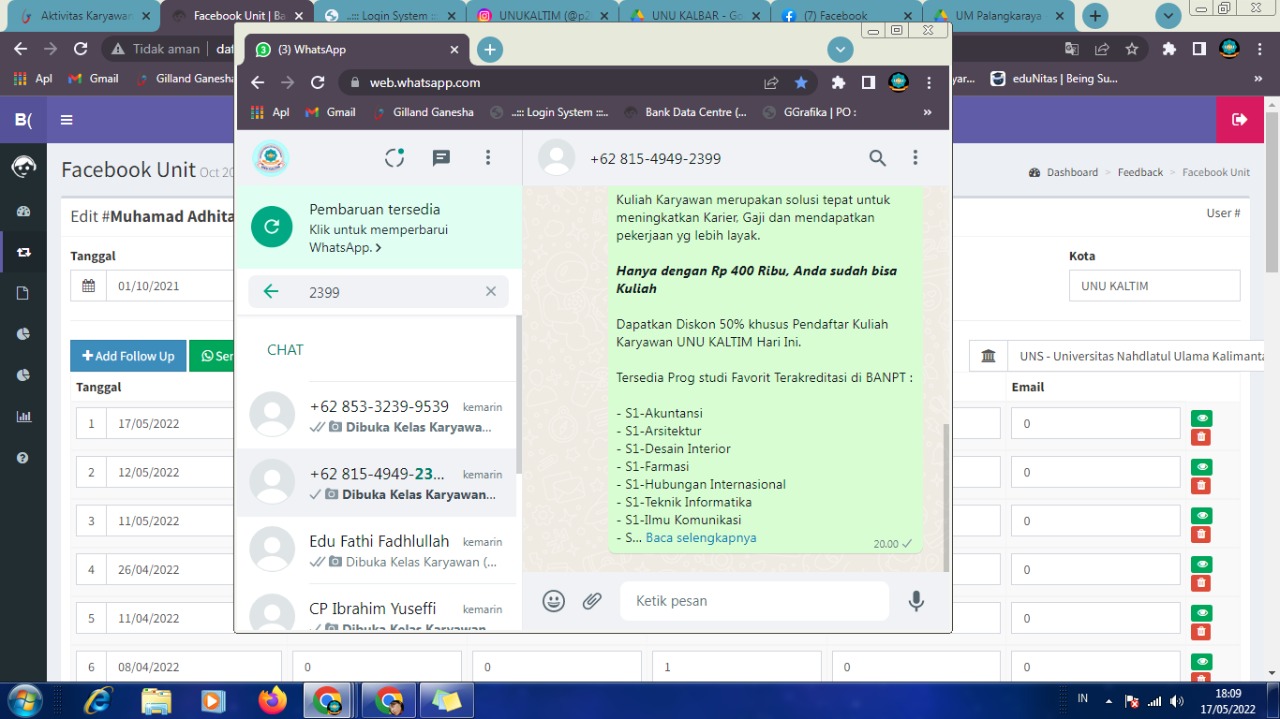 Aktivitas Karyawan
Facebook Unit | Ba
..::: Login System :::..
UNUKALTIM (@p2
UNU KALBAR - Go
(7) Facebook
UM Palangkaraya
Tidak aman
Apl
Gmail
Gilland Ganesha
eduNitas | Being Su...
»
B(
Facebook Unit Oct 20
Dashboard > Feedback > Facebook Unit
Edit #Muhamad Adhita
User #
Tanggal
Kota
01/10/2021
UNU KALTIM
Add Follow Up
UNS - Universitas Nahdlatul Ulama Kalimanta
Tanggal
Email
1 17/05/2022 0
2 12/05/2022 0
3 11/05/2022 0
4 26/04/2022 0
5 11/04/2022 0
6 08/04/2022 0 0 1 0 0
(3) WhatsApp
web.whatsapp.com
Apl
Gmail
Gilland Ganesha
..::: Login System :::..
Bank Data Centre (...
GGrafika | PO :
»
+62 815-4949-2399
Pembaruan tersedia
Klik untuk memperbarui
WhatsApp. >
2399
CHAT
+62 853-3239-9539 kemarin
Dibuka Kelas Karyawa...
+62 815-4949-23... kemarin
Dibuka Kelas Karyawan...
Edu Fathi Fadhlullah kemarin
Dibuka Kelas Karyawan (...
CP Ibrahim Yuseffi kemarin
Dibuka Kelas Karyawan
Kuliah Karyawan merupakan solusi tepat untuk
meningkatkan Karier, Gaji dan mendapatkan
pekerjaan yg lebih layak.
Hanya dengan Rp 400 Ribu, Anda sudah bisa
Kuliah
Dapatkan Diskon 50% khusus Pendaftar Kuliah
Karyawan UNU KALTIM Hari Ini.
Tersedia Prog studi Favorit Terakreditasi di BANPT :
- S1-Akuntansi
- S1-Arsitektur
- S1-Desain Interior
- S1-Farmasi
- S1-Hubungan Internasional
- S1-Teknik Informatika
- S1-Ilmu Komunikasi
- S... Baca selengkapnya
20.00
Ketik pesan
IN
18:09
17/05/2022